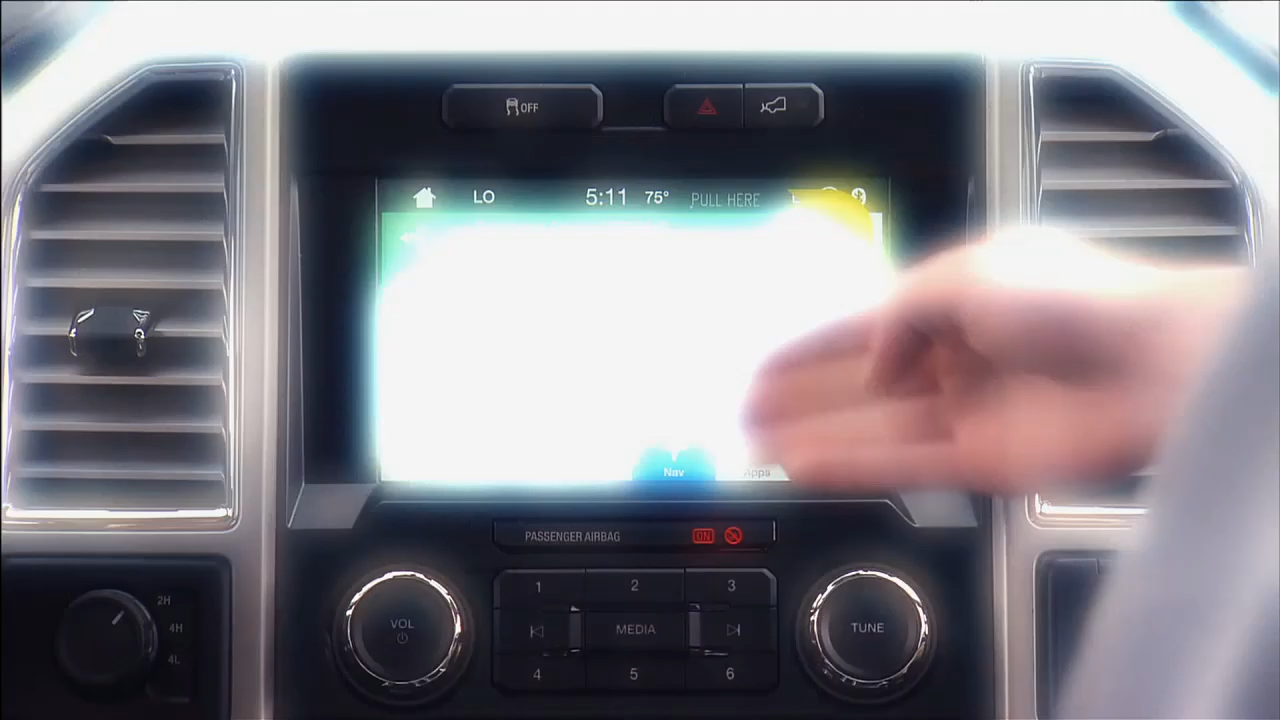 OFF
LO 5:11 75° PULL HERE
Nav Apps
PASSENGER AIRBAG ON
1 2 3
VOL MEDIA TUNE
4 5 6
2H
4H
4L